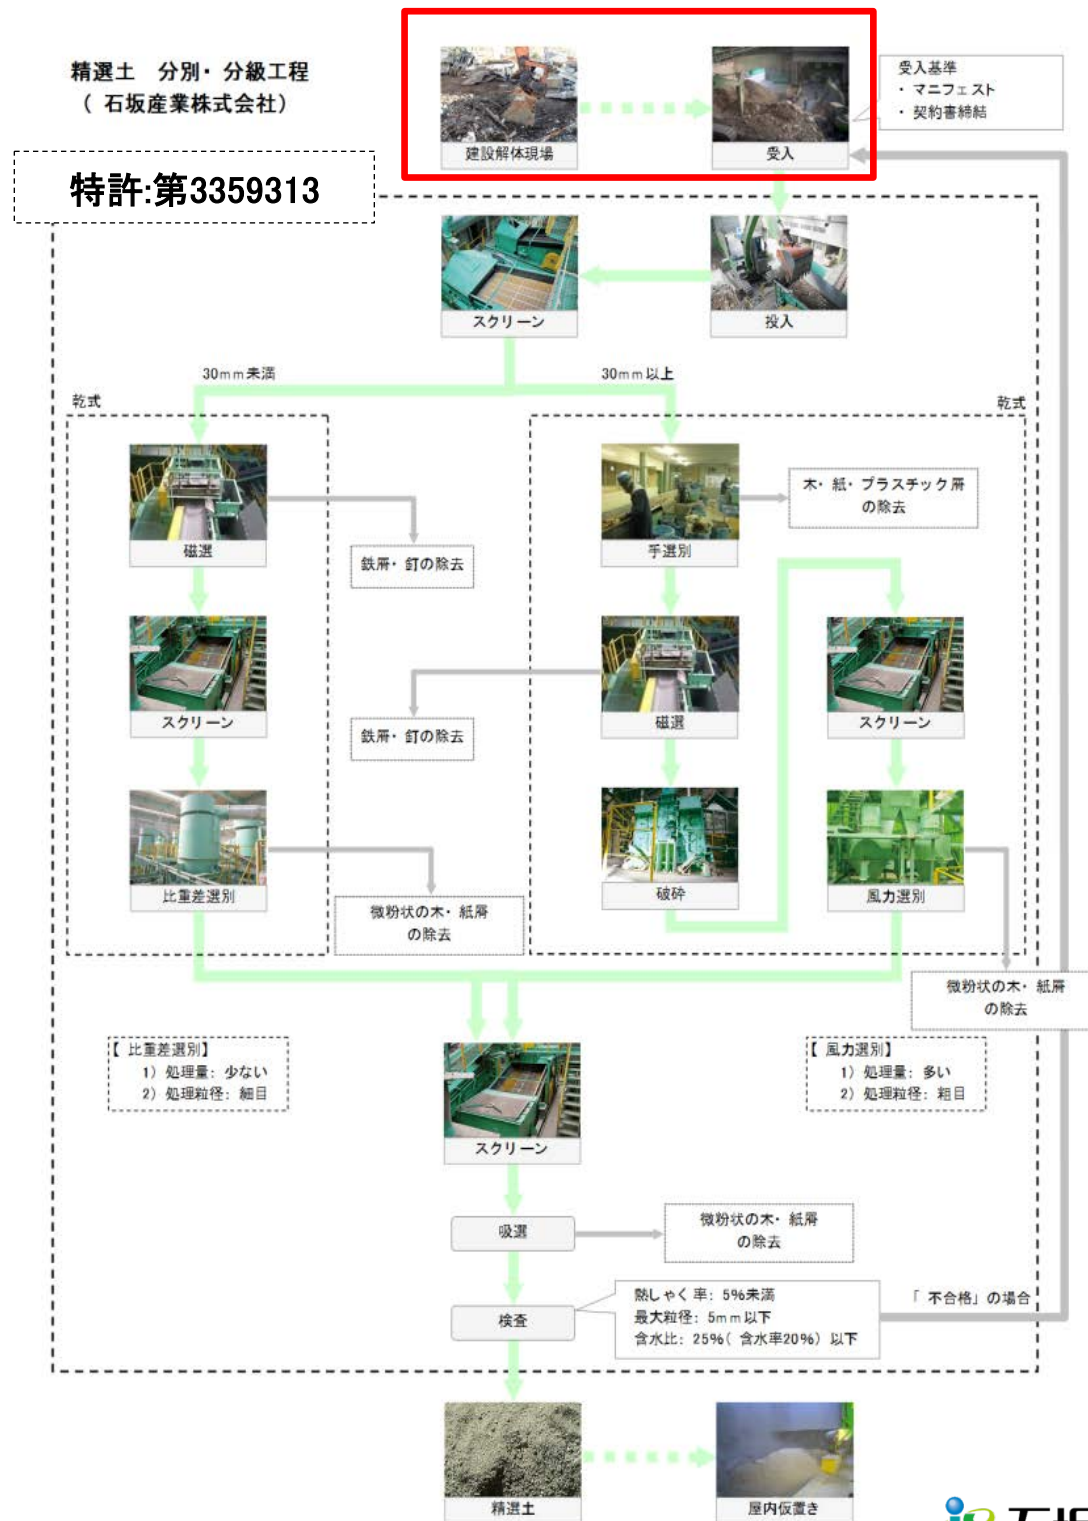 精選土 分別・分級工程
(石坂産業株式会社)
特許:第3359313
建設解体現場
受入
受入基準
・マニフェスト
・契約書締結
スクリーン
投入
30mm未満
30mm以上
乾式
乾式
磁選
鉄屑・釘の除去
手選別
木・紙・プラスチック屑
の除去
スクリーン
鉄屑・釘の除去
磁選
スクリーン
比重差選別
微粉状の木・紙屑
の除去
破砕
風力選別
微粉状の木・紙屑
の除去
【比重差選別】
1)処理量:少ない
2)処理粒径:細目
【風力選別】
1)処理量:多い
2)処理粒径:粗目
スクリーン
吸選
微粉状の木・紙屑
の除去
検査
熱しゃく率:5%未満
最大粒径:5mm以下
含水比:25%(含水率20%)以下
「不合格」の場合
精選土
屋内仮置き